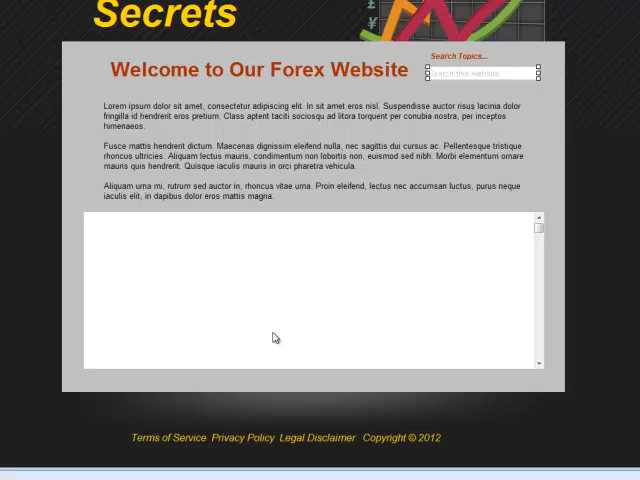 Secrets
£
¥
Search Topics...
Welcome to Our Forex Website
Search this website
Lorem ipsum dolor sit amet, consectetur adipiscing elit. In sit amet eros nisl. Suspendisse auctor risus lacinia dolor
fringilla id hendrerit eros pretium. Class aptent taciti sociosqu ad litora torquent per conubia nostra, per inceptos
himenaeos.
Fusce mattis hendrerit dictum. Maecenas dignissim eleifend nulla, nec sagittis dui cursus ac. Pellentesque tristique
rhoncus ultricies. Aliquam lectus mauris, condimentum non lobortis non, euismod sed nibh. Morbi elementum ornare
mauris quis hendrerit. Quisque iaculis mauris in orci pharetra vehicula.
Aliquam urna mi, rutrum sed auctor in, rhoncus vitae urna. Proin eleifend, lectus nec accumsan luctus, purus neque
iaculis elit, in dapibus dolor eros mattis magna.
Terms of Service  Privacy Policy  Legal Disclaimer   Copyright © 2012